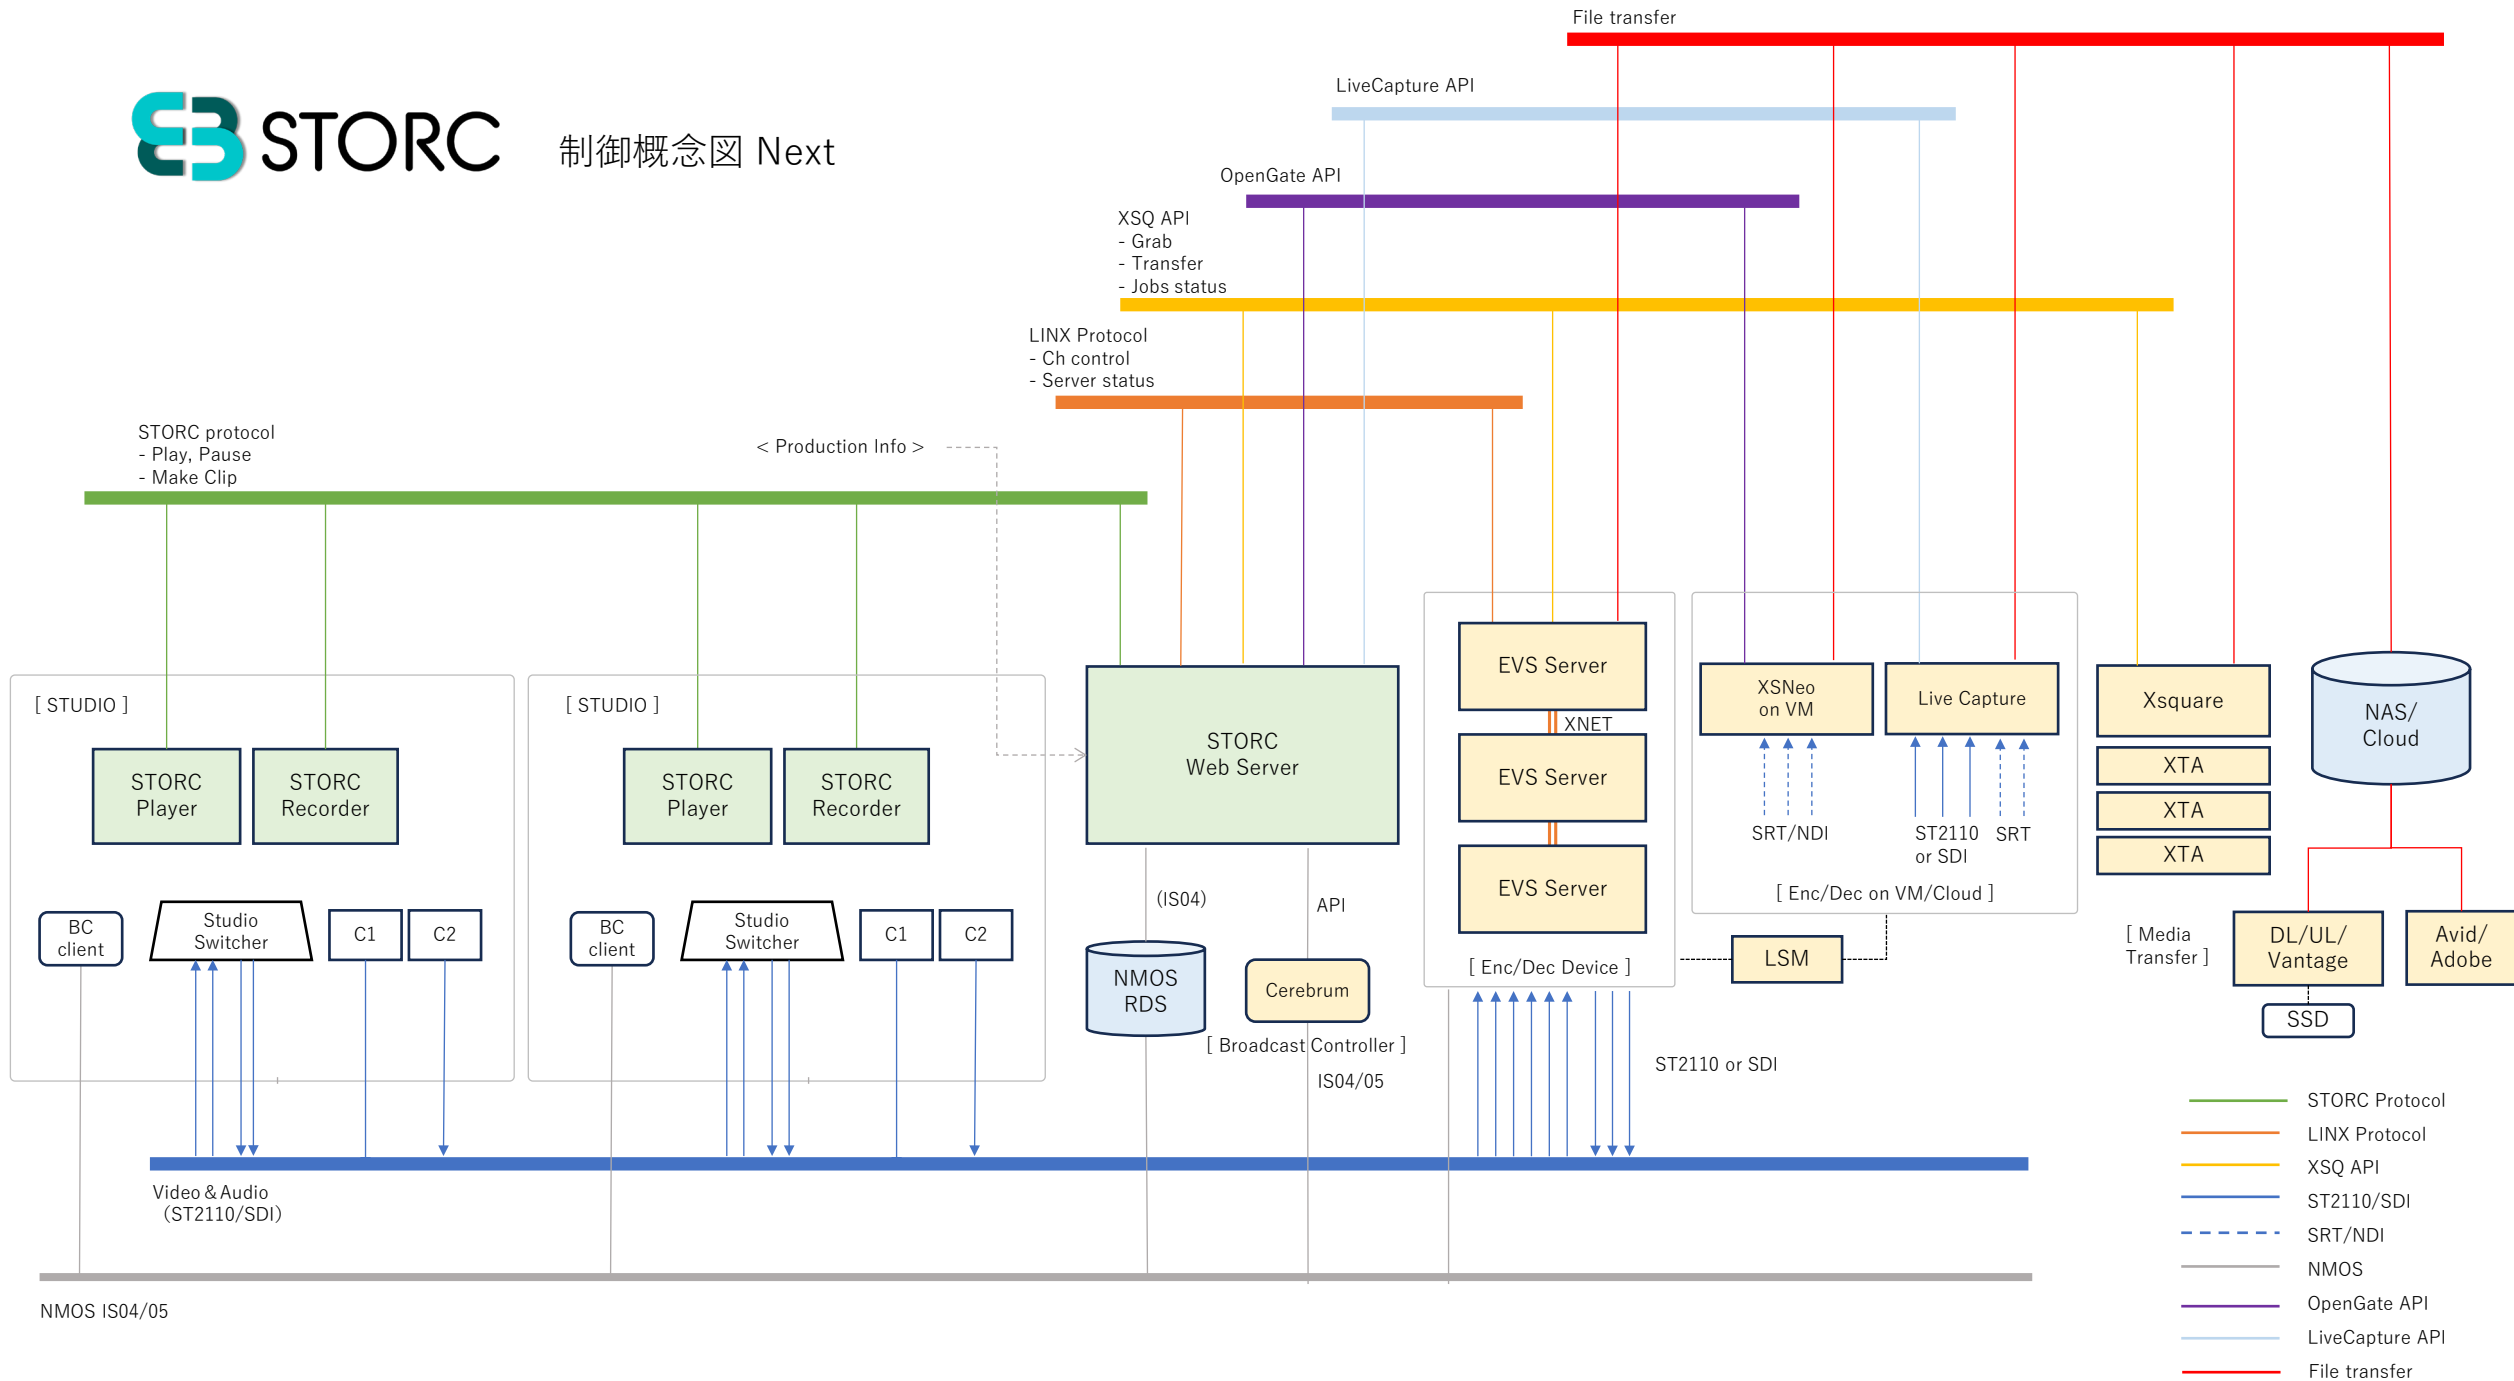 File transfer
LiveCapture API
STORC
制御概念図 Next
OpenGate API
XSQ API
- Grab
- Transfer
- Jobs status
LINX Protocol
- Ch control
- Server status
STORC protocol
- Play, Pause
- Make Clip
< Production Info >
[ STUDIO ]
STORC
Player
STORC
Recorder
BC
client
Studio
Switcher
C1
C2
[ STUDIO ]
STORC
Player
STORC
Recorder
BC
client
Studio
Switcher
C1
C2
STORC
Web Server
(IS04)
API
NMOS
RDS
Cerebrum
[ Broadcast Controller ]
IS04/05
EVS Server
XNET
EVS Server
EVS Server
[ Enc/Dec Device ]
ST2110 or SDI
XSNeo
on VM
Live Capture
SRT/NDI
ST2110
or SDI
SRT
[ Enc/Dec on VM/Cloud ]
LSM
Xsquare
XTA
XTA
XTA
[ Media
Transfer ]
NAS/
Cloud
DL/UL/
Vantage
Avid/
Adobe
SSD
Video＆Audio
（ST2110/SDI）
NMOS IS04/05
STORC Protocol
LINX Protocol
XSQ API
ST2110/SDI
SRT/NDI
NMOS
OpenGate API
LiveCapture API
File transfer